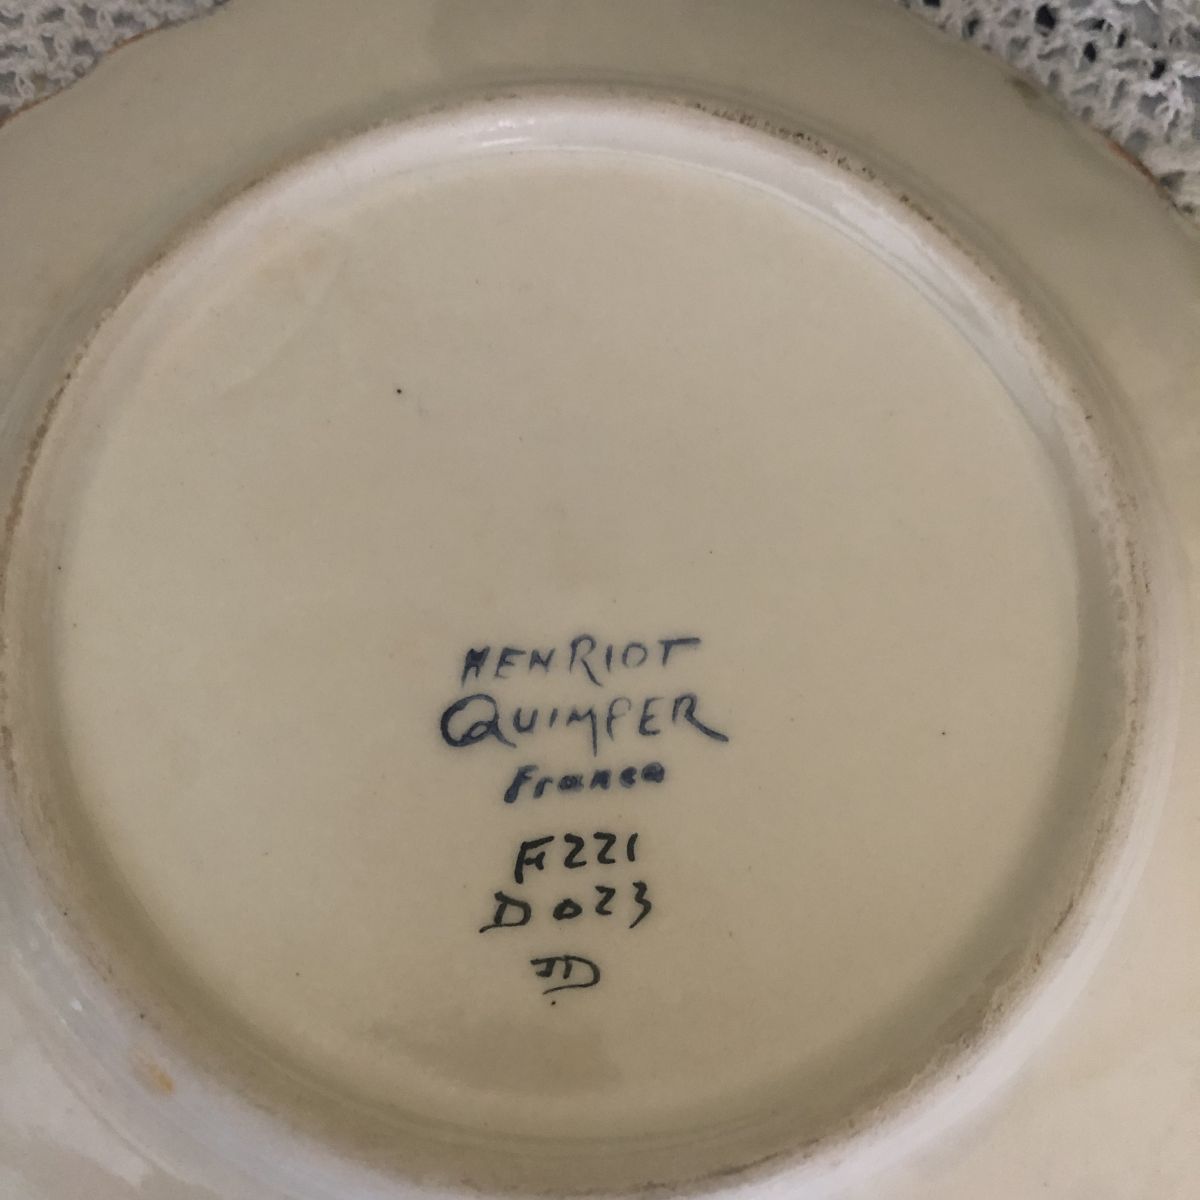 HENRIOT
QUIMPER
France
F221
D023
JD